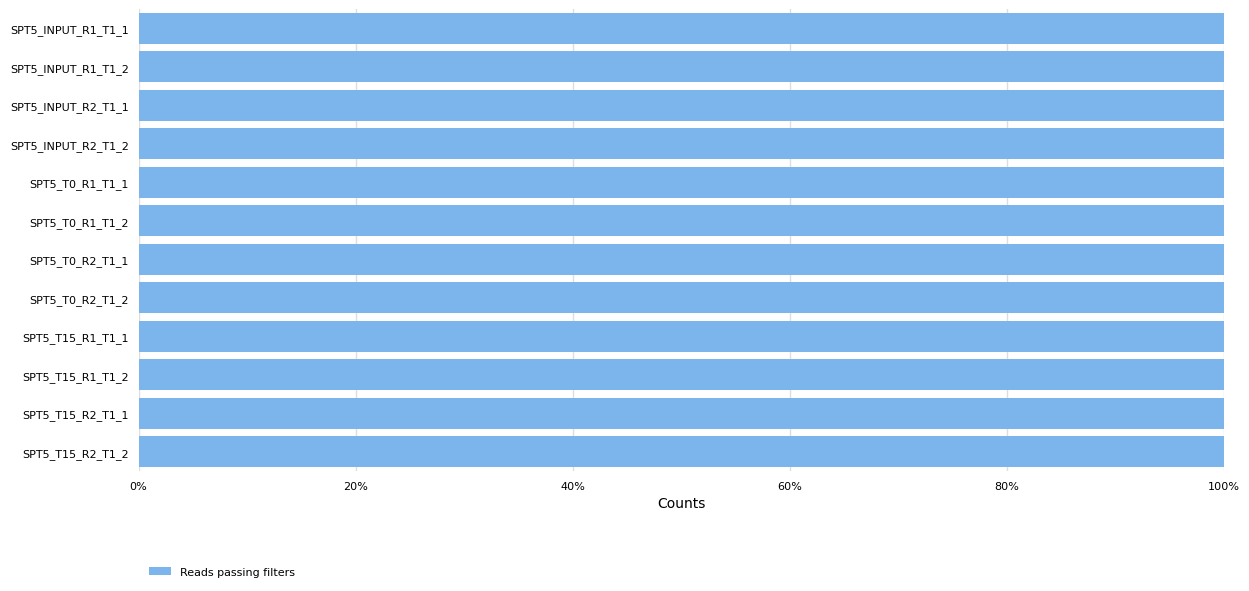 SPT5_INPUT_R1_T1_1
SPT5_INPUT_R1_T1_2
SPT5_INPUT_R2_T1_1
SPT5_INPUT_R2_T1_2
SPT5_T0_R1_T1_1
SPT5_T0_R1_T1_2
SPT5_T0_R2_T1_1
SPT5_T0_R2_T1_2
SPT5_T15_R1_T1_1
SPT5_T15_R1_T1_2
SPT5_T15_R2_T1_1
SPT5_T15_R2_T1_2
0% 20% 40% 60% 80% 100%
Counts
Reads passing filters